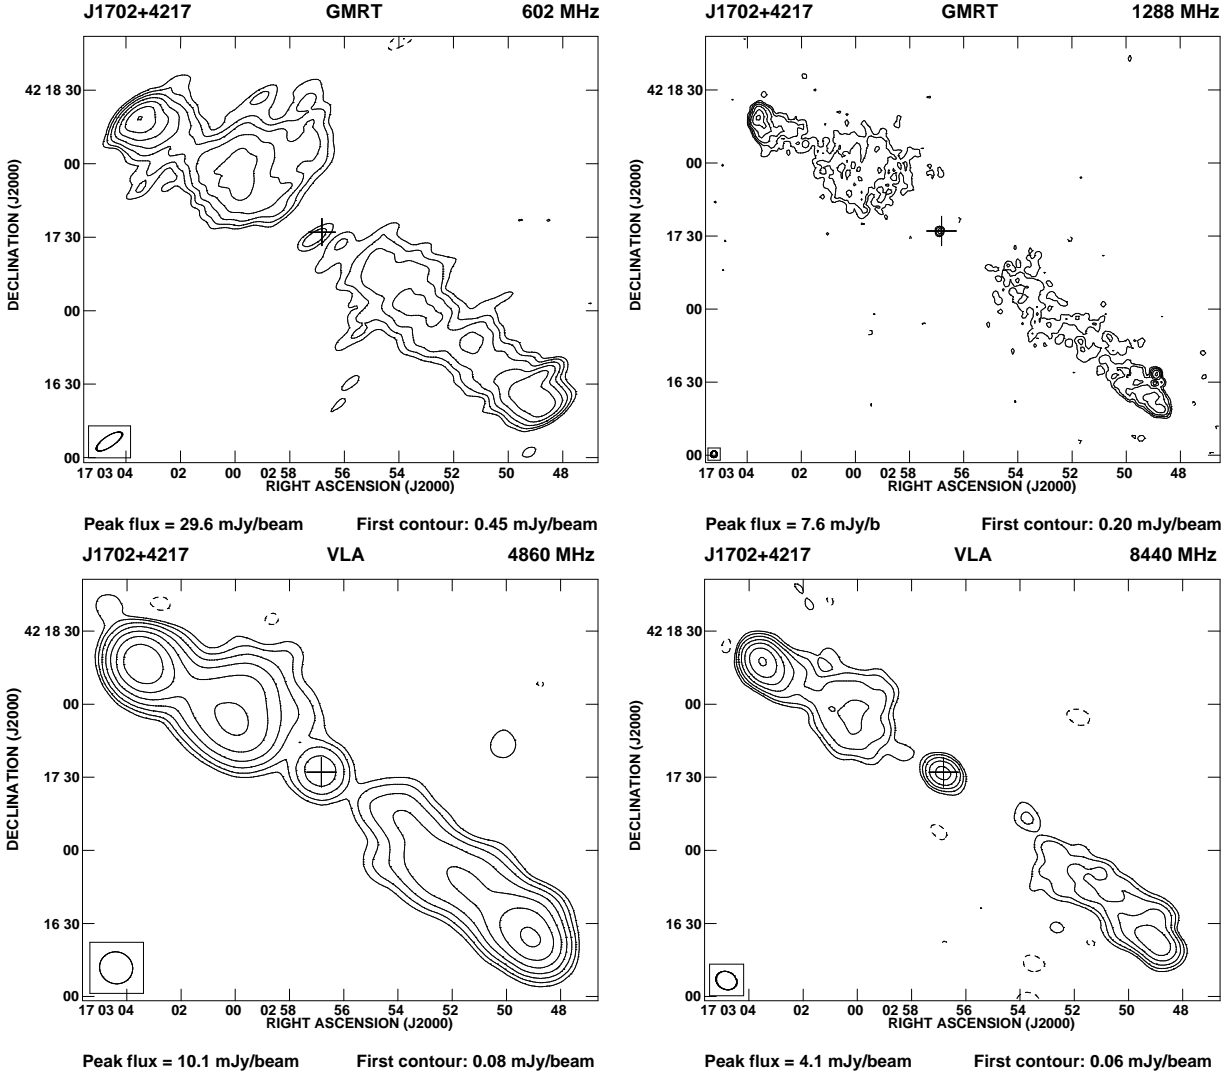 J1702+4217 GMRT 602 MHz
DECLINATION (J2000)
42 18 30
00
17 30
00
16 30
00
17 03 04 02 00 02 58 56 54 52 50 48
RIGHT ASCENSION (J2000)
Peak flux = 29.6 mJy/beam First contour: 0.45 mJy/beam
J1702+4217 GMRT 1288 MHz
DECLINATION (J2000)
42 18 30
00
17 30
00
16 30
00
17 03 04 02 00 02 58 56 54 52 50 48
RIGHT ASCENSION (J2000)
Peak flux = 7.6 mJy/b First contour: 0.20 mJy/beam
J1702+4217 VLA 4860 MHz
DECLINATION (J2000)
42 18 30
00
17 30
00
16 30
00
17 03 04 02 00 02 58 56 54 52 50 48
RIGHT ASCENSION (J2000)
Peak flux = 10.1 mJy/beam First contour: 0.08 mJy/beam
J1702+4217 VLA 8440 MHz
DECLINATION (J2000)
42 18 30
00
17 30
00
16 30
00
17 03 04 02 00 02 58 56 54 52 50 48
RIGHT ASCENSION (J2000)
Peak flux = 4.1 mJy/beam First contour: 0.06 mJy/beam